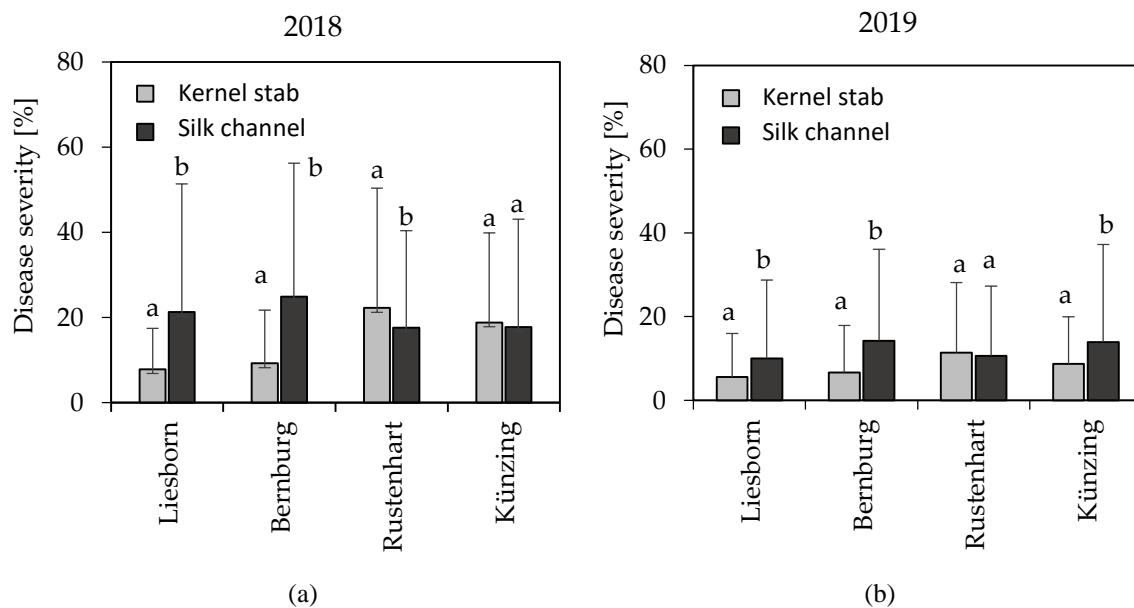 2018
Disease severity [%]
80
60
40
20
0
Kernel stab
Silk channel
a
b
a
b
a
b
a
a
Liesborn
Bernburg
Rustenhart
Künzing
(a)
2019
Disease severity [%]
80
60
40
20
0
Kernel stab
Silk channel
a
b
a
b
a
a
a
b
Liesborn
Bernburg
Rustenhart
Künzing
(b)